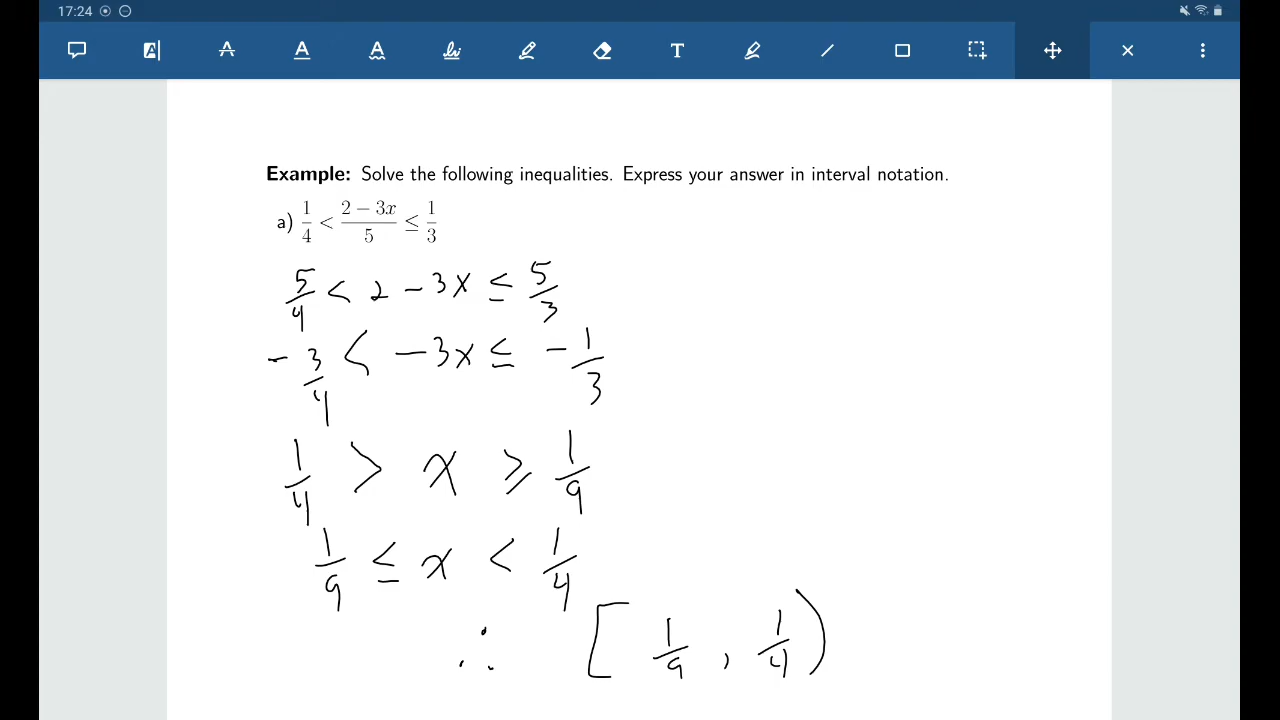 17:24
Example: Solve the following inequalities. Express your answer in interval notation.
a) 1/4 < (2 − 3x)/5 ≤ 1/3
5/4 < 2 − 3x ≤ 5/3
−3/4 < −3x ≤ −1/3
1/4 > x ≥ 1/9
1/9 ≤ x < 1/4
∴ [1/9, 1/4)